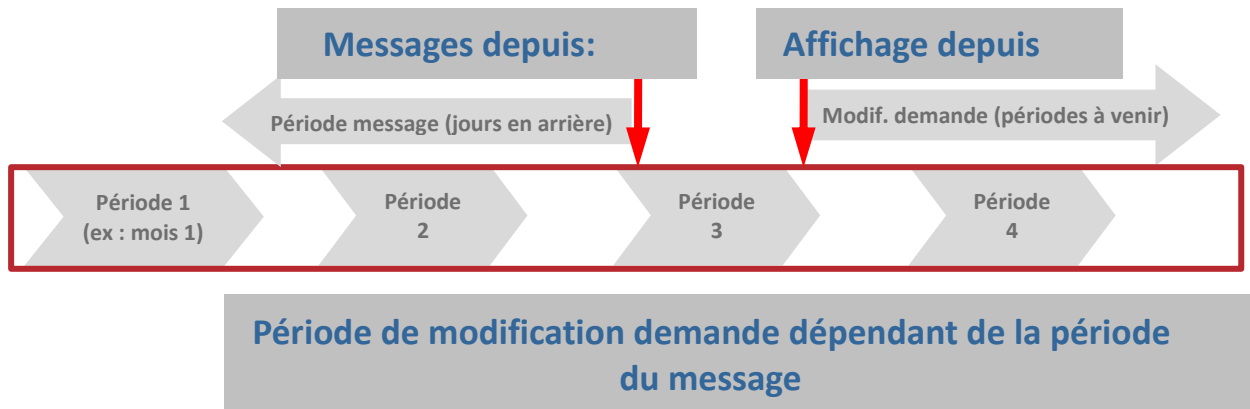 Messages depuis:
Affichage depuis
Période message (jours en arrière)
Modif. demande (périodes à venir)
Période 1
(ex : mois 1)
Période
2
Période
3
Période
4
Période de modification demande dépendant de la période
du message